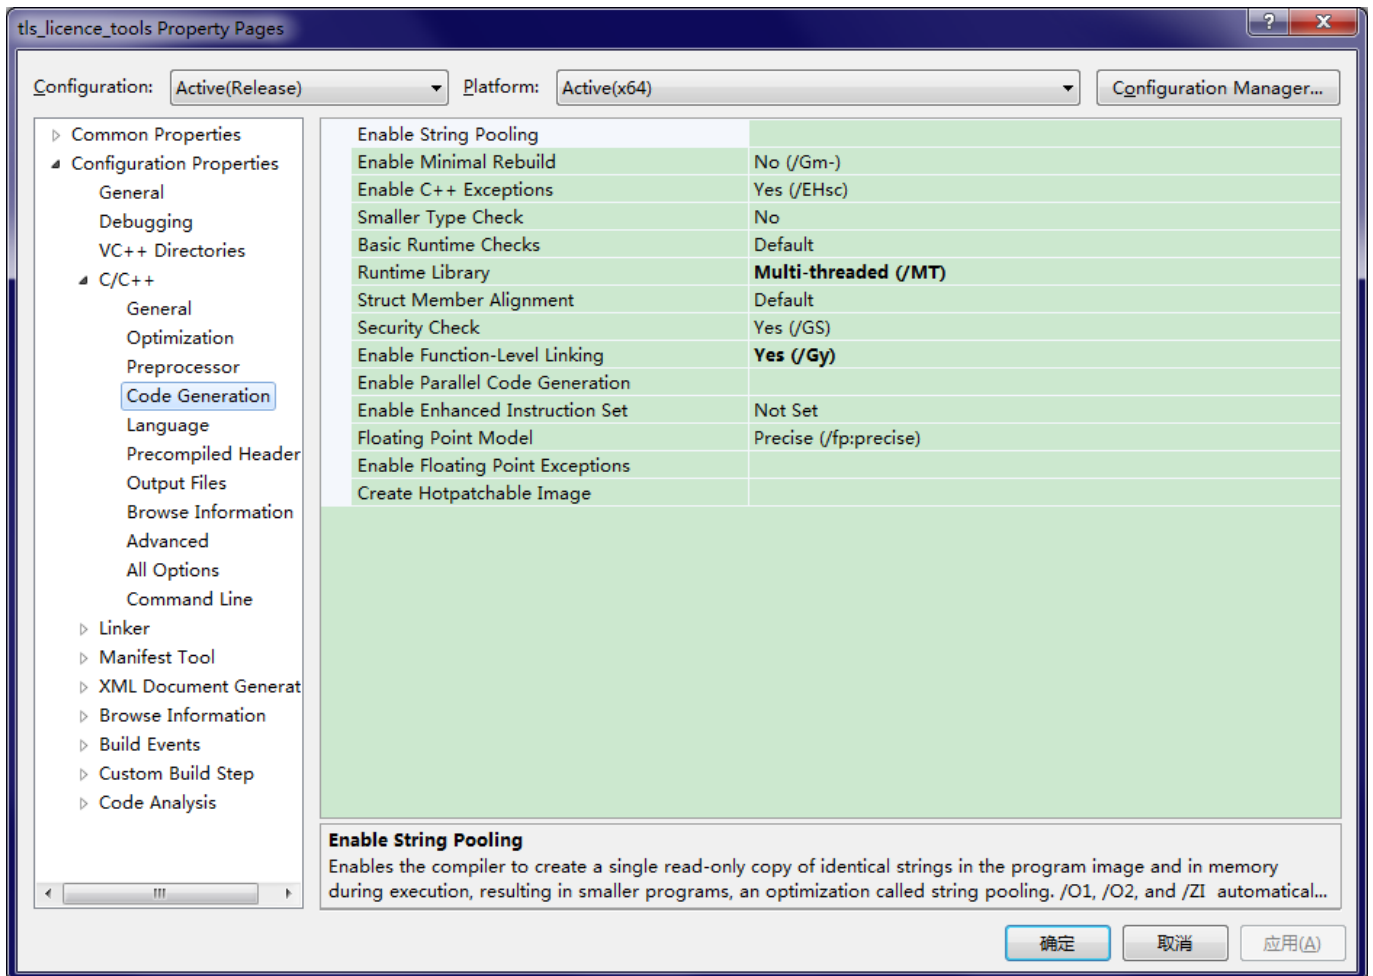 tls_licence_tools Property Pages
?
X
Configuration: Active(Release) Platform: Active(x64) Configuration Manager...
Common Properties
Configuration Properties
General
Debugging
VC++ Directories
C/C++
General
Optimization
Preprocessor
Code Generation
Language
Precompiled Header
Output Files
Browse Information
Advanced
All Options
Command Line
Linker
Manifest Tool
XML Document Generat
Browse Information
Build Events
Custom Build Step
Code Analysis
Enable String Pooling
Enable Minimal Rebuild No (/Gm-)
Enable C++ Exceptions Yes (/EHsc)
Smaller Type Check No
Basic Runtime Checks Default
Runtime Library Multi-threaded (/MT)
Struct Member Alignment Default
Security Check Yes (/GS)
Enable Function-Level Linking Yes (/Gy)
Enable Parallel Code Generation
Enable Enhanced Instruction Set Not Set
Floating Point Model Precise (/fp:precise)
Enable Floating Point Exceptions
Create Hotpatchable Image
Enable String Pooling
Enables the compiler to create a single read-only copy of identical strings in the program image and in memory
during execution, resulting in smaller programs, an optimization called string pooling. /O1, /O2, and /ZI automatical...
确定 取消 应用(A)